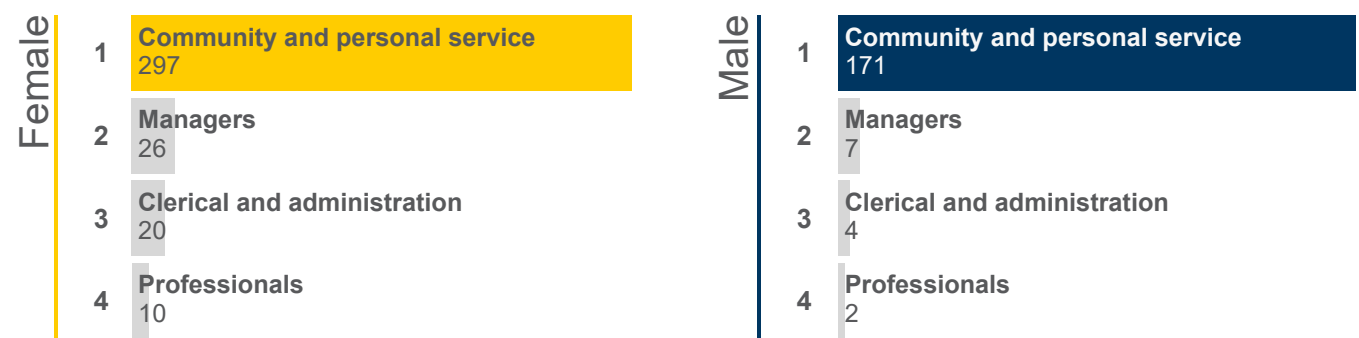 Female
1
Community and personal service
297
2
Managers
26
3
Clerical and administration
20
4
Professionals
10
Male
1
Community and personal service
171
2
Managers
7
3
Clerical and administration
4
4
Professionals
2